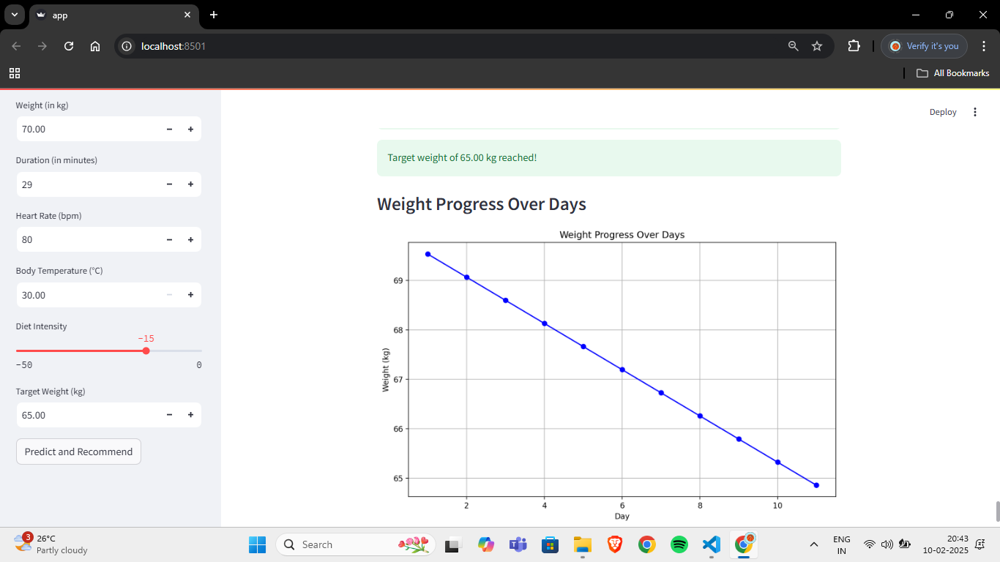 app
localhost:8501
Verify it's you
All Bookmarks
Weight (in kg)
70.00
Duration (in minutes)
29
Heart Rate (bpm)
80
Body Temperature (°C)
30.00
Diet Intensity
−15
−50 0
Target Weight (kg)
65.00
Predict and Recommend
Deploy
Target weight of 65.00 kg reached!
Weight Progress Over Days
Weight Progress Over Days
69
68
67
66
65
Weight (kg)
2 4 6 8 10
Day
3
26°C
Partly cloudy
Search
ENG
IN
20:43
10-02-2025